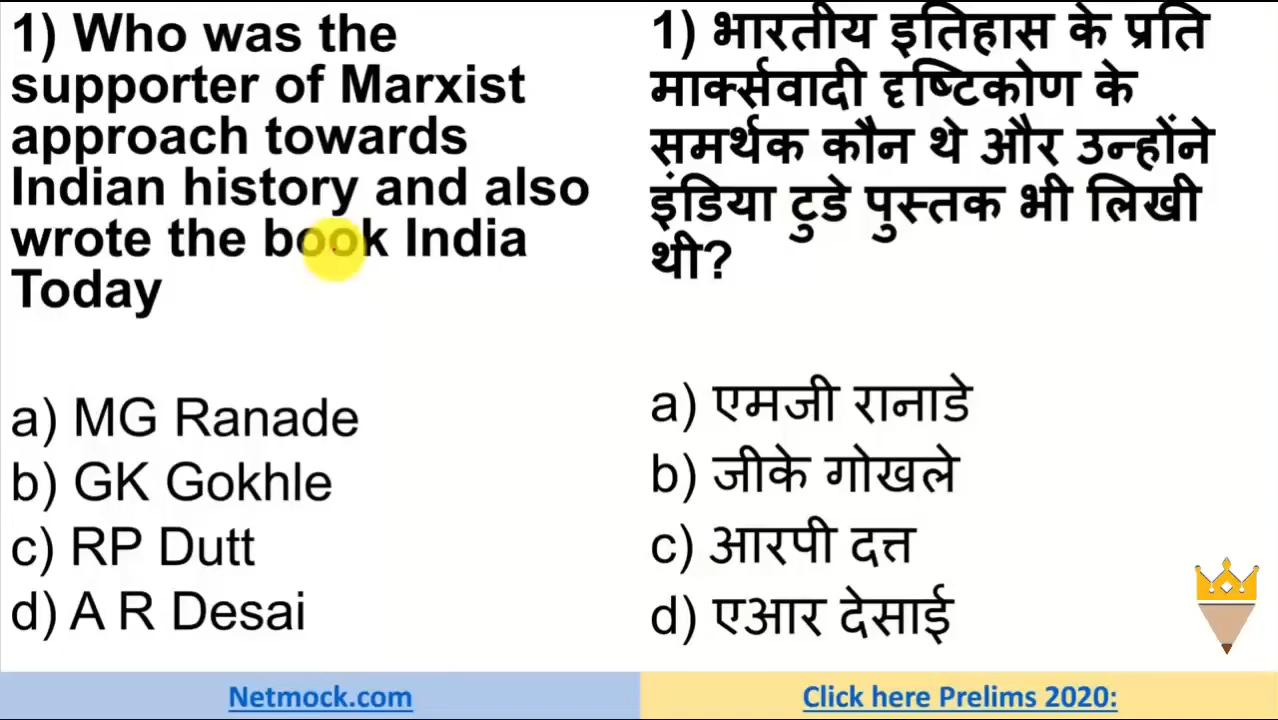 1) Who was the
supporter of Marxist
approach towards
Indian history and also
wrote the book India
Today
a) MG Ranade
b) GK Gokhle
c) RP Dutt
d) A R Desai
1) भारतीय इतिहास के प्रति
मार्क्सवादी दृष्टिकोण के
समर्थक कौन थे और उन्होंने
इंडिया टुडे पुस्तक भी लिखी
थी?
a) एमजी रानाडे
b) जीके गोखले
c) आरपी दत्त
d) एआर देसाई
Netmock.com
Click here Prelims 2020: